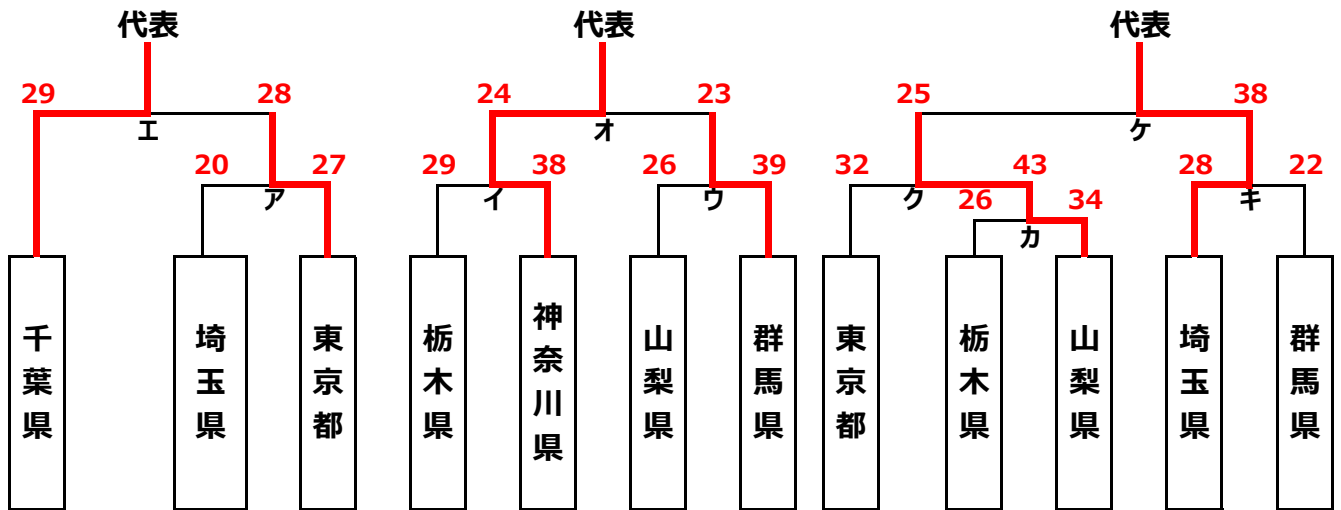 代表 代表 代表
29 28 24 23 25 38
エ オ ケ
20 27 29 38 26 39 32 43 28 22
ア イ ウ ク キ
26 34
カ
千葉県
埼玉県
東京都
栃木県
神奈川県
山梨県
群馬県
東京都
栃木県
山梨県
埼玉県
群馬県